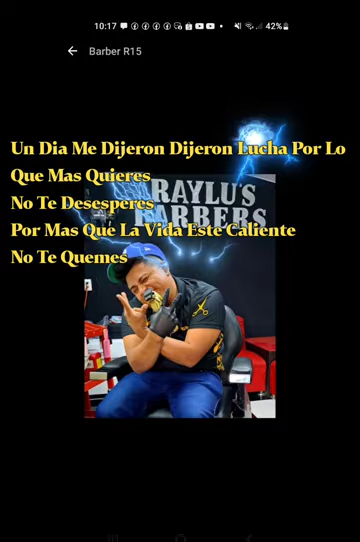 10:17
42%
Barber R15
Un Dia Me Dijeron Dijeron Lucha Por Lo
Que Mas Quieres
No Te Desesperes
Por Mas Que La Vida Este Caliente
No Te Quemes
RAYLU'S
BARBERS